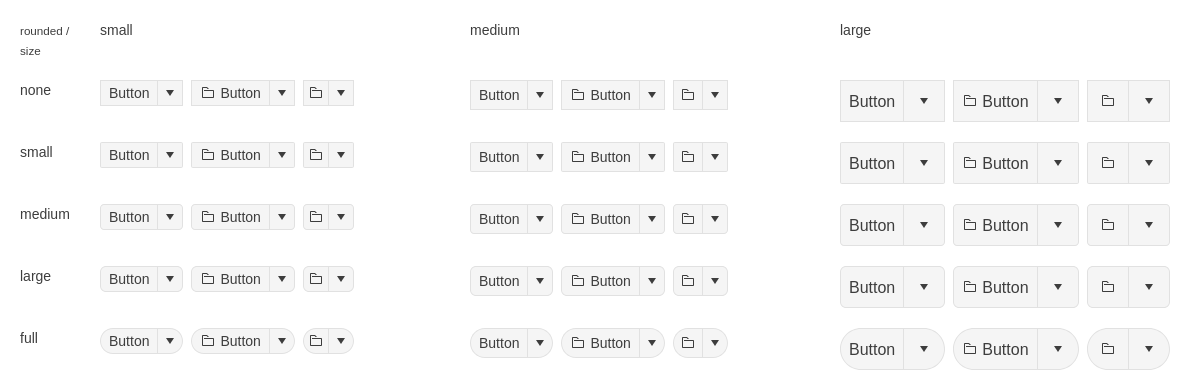 rounded / size small medium large
none Button Button Button Button Button Button
small Button Button Button Button Button Button
medium Button Button Button Button Button Button
large Button Button Button Button Button Button
full Button Button Button Button Button Button